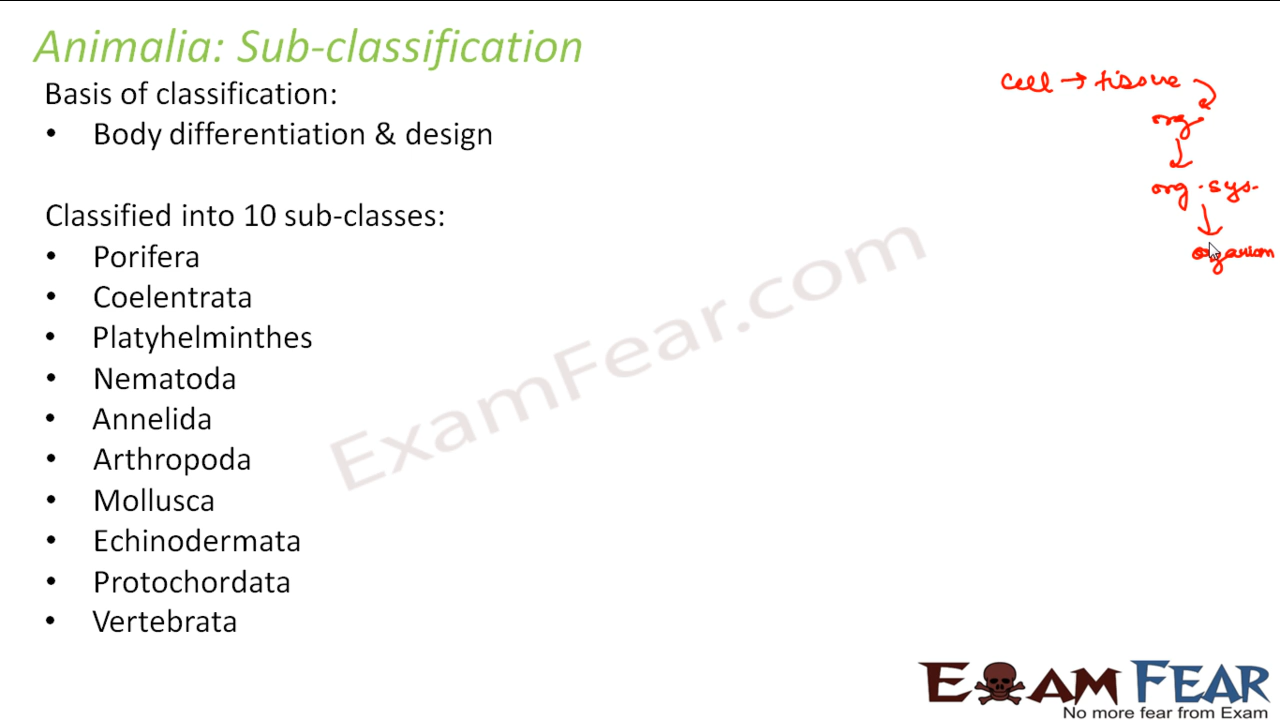 Animalia: Sub-classification
Basis of classification:
• Body differentiation & design
Classified into 10 sub-classes:
• Porifera
• Coelentrata
• Platyhelminthes
• Nematoda
• Annelida
• Arthropoda
• Mollusca
• Echinodermata
• Protochordata
• Vertebrata
cell → tissue
org.
org. sys.
organism
ExamFear.com
EXAM FEAR
No more fear from Exam